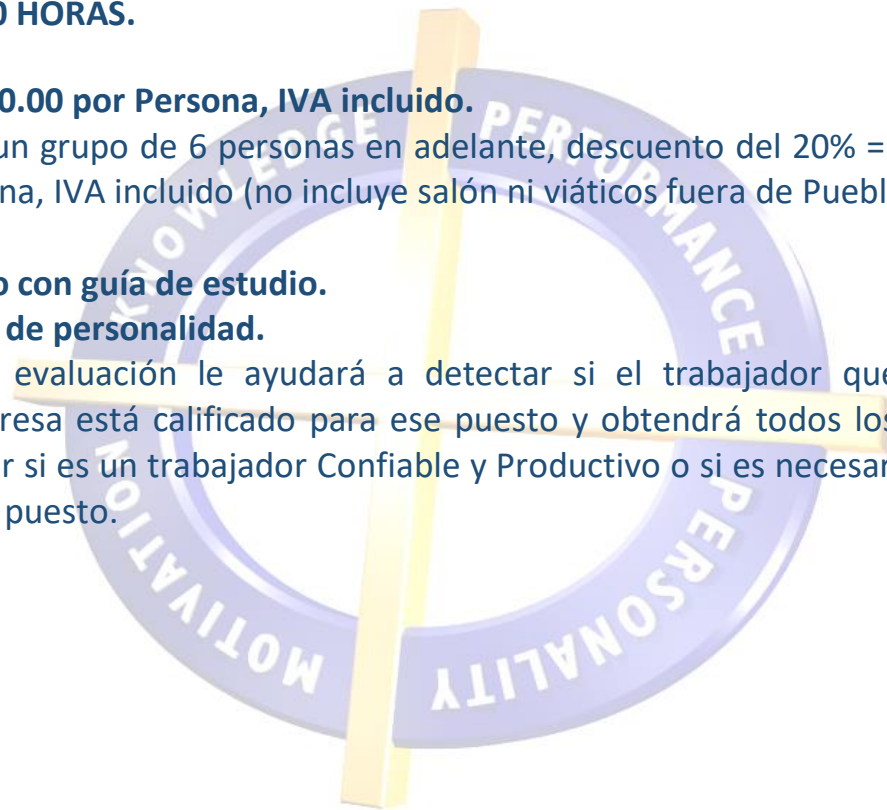 0 HORAS.
0.00 por Persona, IVA incluido.
un grupo de 6 personas en adelante, descuento del 20% =
na, IVA incluido (no incluye salón ni viáticos fuera de Puebl
o con guía de estudio.
de personalidad.
evaluación le ayudará a detectar si el trabajador que
resa está calificado para ese puesto y obtendrá todos los
r si es un trabajador Confiable y Productivo o si es necesar
puesto.
KNOWLEDGE
PERFORMANCE
MOTIVATION
PERSONALITY